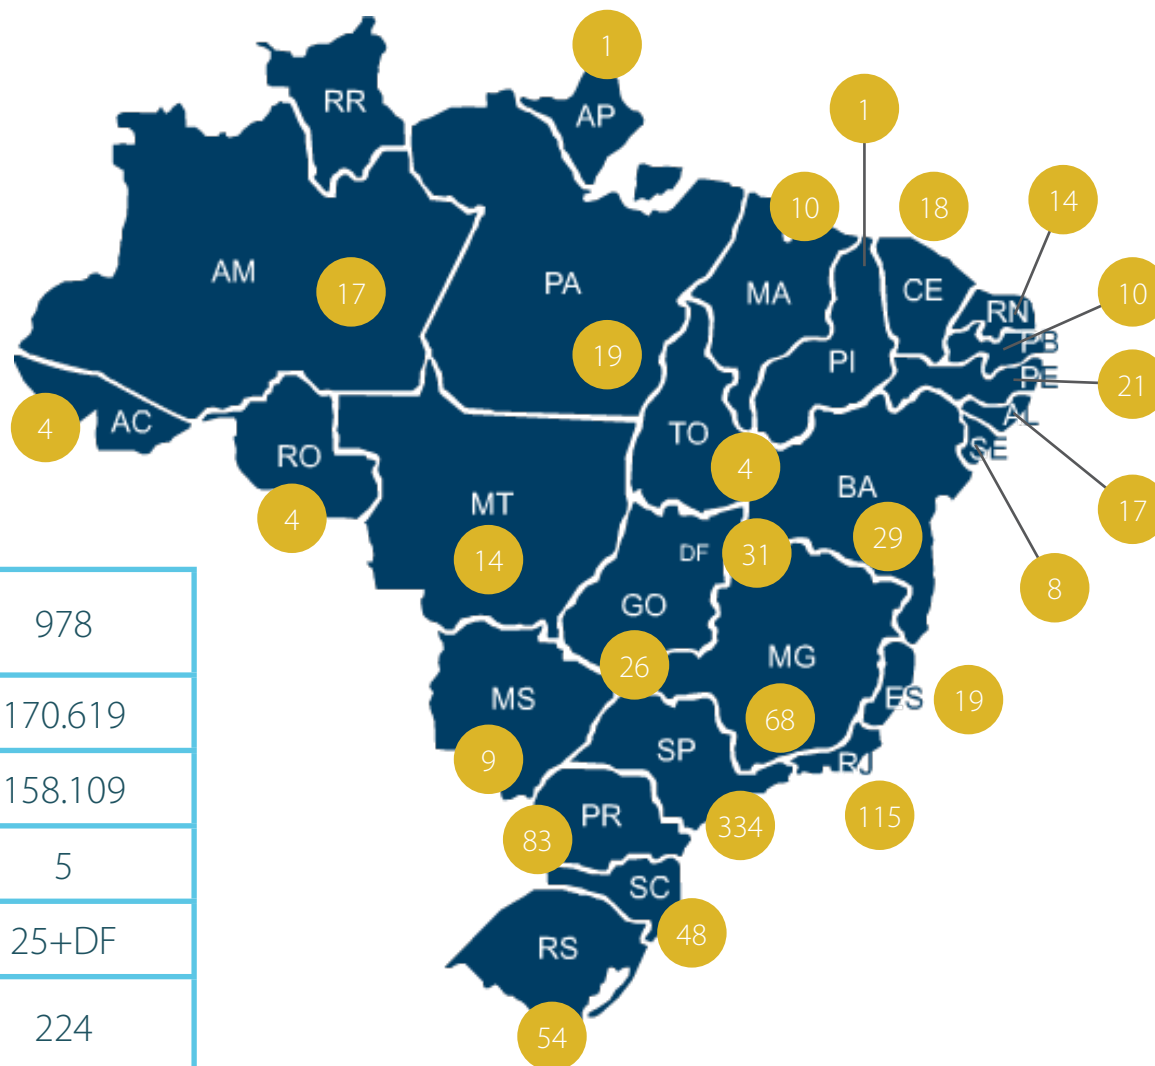 1
RR
AP
1
10
18
14
AM
17
PA
19
MA
CE
RN
10
PB
PI
PE
21
AL
17
SE
8
4
AC
RO
4
TO
4
BA
29
MT
14
DF
31
GO
26
MG
68
ES
19
MS
9
SP
334
RJ
115
PR
83
SC
48
RS
54
978
170.619
158.109
5
25+DF
224